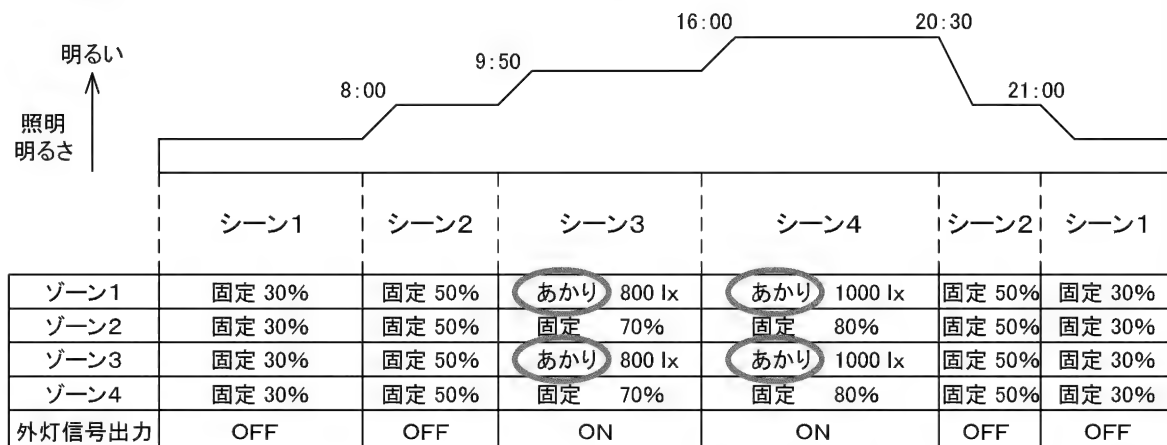 16:00 20:30
明るい 9:50
8:00 21:00
照明
明るさ
シーン1 シーン2 シーン3 シーン4 シーン2 シーン1
ゾーン1 固定 30% 固定 50% あかり 800 lx あかり 1000 lx 固定 50% 固定 30%
ゾーン2 固定 30% 固定 50% 固定 70% 固定 80% 固定 50% 固定 30%
ゾーン3 固定 30% 固定 50% あかり 800 lx あかり 1000 lx 固定 50% 固定 30%
ゾーン4 固定 30% 固定 50% 固定 70% 固定 80% 固定 50% 固定 30%
外灯信号出力 OFF OFF ON ON OFF OFF